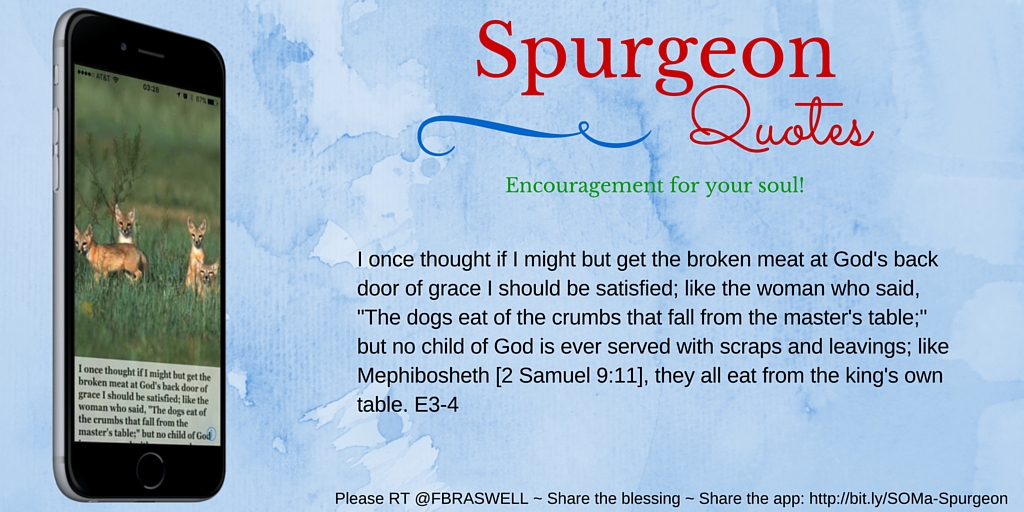 AT&T
03:28
67%
I once thought if I might but get the
broken meat at God's back door of
grace I should be satisfied; like the
woman who said, "The dogs eat of
the crumbs that fall from the
master's table;" but no child of God
Spurgeon
Quotes
Encouragement for your soul!
I once thought if I might but get the broken meat at God's back
door of grace I should be satisfied; like the woman who said,
"The dogs eat of the crumbs that fall from the master's table;"
but no child of God is ever served with scraps and leavings; like
Mephibosheth [2 Samuel 9:11], they all eat from the king's own
table. E3-4
Please RT @FBRASWELL ~ Share the blessing ~ Share the app: http://bit.ly/SOMa-Spurgeon